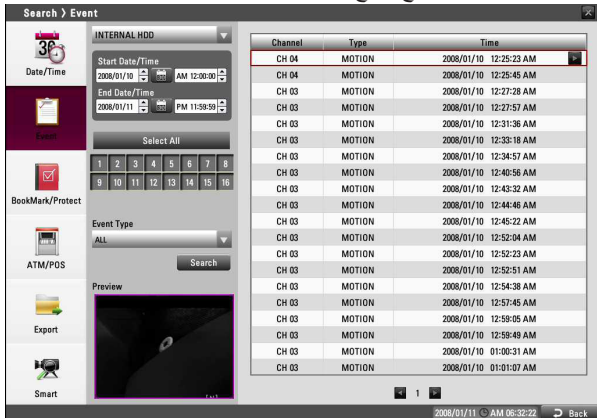 Search > Event
INTERNAL HDD
Start Date/Time
2008/01/10 AM 12:00:00
End Date/Time
2008/01/11 PM 11:59:59
Select All
1 2 3 4 5 6 7 8
9 10 11 12 13 14 15 16
Event Type
ALL
Search
Preview
Date/Time
Event
BookMark/Protect
ATM/POS
Export
Smart
Channel Type Time
CH 04 MOTION 2008/01/10 12:25:23 AM
CH 04 MOTION 2008/01/10 12:25:45 AM
CH 03 MOTION 2008/01/10 12:27:28 AM
CH 03 MOTION 2008/01/10 12:27:57 AM
CH 03 MOTION 2008/01/10 12:31:36 AM
CH 03 MOTION 2008/01/10 12:33:18 AM
CH 03 MOTION 2008/01/10 12:34:57 AM
CH 03 MOTION 2008/01/10 12:40:56 AM
CH 03 MOTION 2008/01/10 12:43:32 AM
CH 03 MOTION 2008/01/10 12:44:46 AM
CH 03 MOTION 2008/01/10 12:45:22 AM
CH 03 MOTION 2008/01/10 12:52:04 AM
CH 03 MOTION 2008/01/10 12:52:23 AM
CH 03 MOTION 2008/01/10 12:52:51 AM
CH 03 MOTION 2008/01/10 12:54:38 AM
CH 03 MOTION 2008/01/10 12:57:45 AM
CH 03 MOTION 2008/01/10 12:59:05 AM
CH 03 MOTION 2008/01/10 12:59:49 AM
CH 03 MOTION 2008/01/10 01:00:31 AM
CH 03 MOTION 2008/01/10 01:01:07 AM
1
2008/01/11 AM 06:32:22 Back